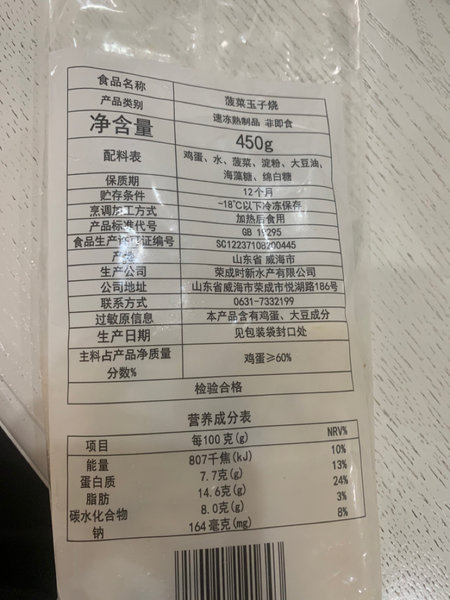 食品名称 菠菜玉子烧
产品类别 速冻熟制品 非即食
净含量 450g
配料表 鸡蛋、水、菠菜、淀粉、大豆油、
海藻糖、绵白糖
保质期 12个月
贮存条件 -18℃以下冷冻保存
烹调加工方式 加热后食用
产品标准代号 GB 19295
食品生产许可证编号 SC12237108200445
产地 山东省 威海市
生产公司 荣成时新水产有限公司
公司地址 山东省威海市荣成市悦湖路186号
联系方式 0631-7332199
过敏原信息 本产品含有鸡蛋、大豆成分
生产日期 见包装袋封口处
主料占产品净质量
分数% 鸡蛋≥60%
检验合格
营养成分表
项目 每100克(g) NRV%
能量 807千焦(kJ) 10%
蛋白质 7.7克(g) 13%
脂肪 14.6克(g) 24%
碳水化合物 8.0克(g) 3%
钠 164毫克(mg) 8%